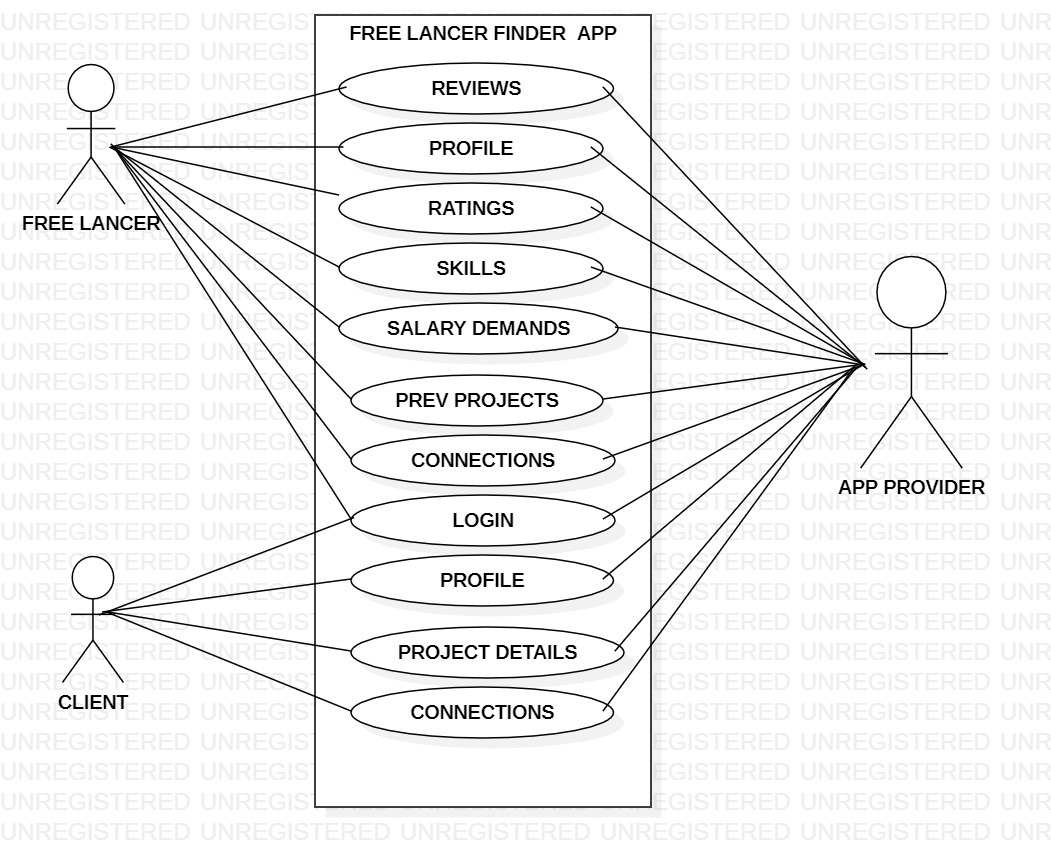 FREE LANCER FINDER  APP
REVIEWS
PROFILE
RATINGS
FREE LANCER
SKILLS
SALARY DEMANDS
PREV PROJECTS
CONNECTIONS
APP PROVIDER
LOGIN
PROFILE
PROJECT DETAILS
CLIENT
CONNECTIONS
UNREGISTERED UNREGISTERED UNREGISTERED UNREGISTERED UNREGISTERED UNR